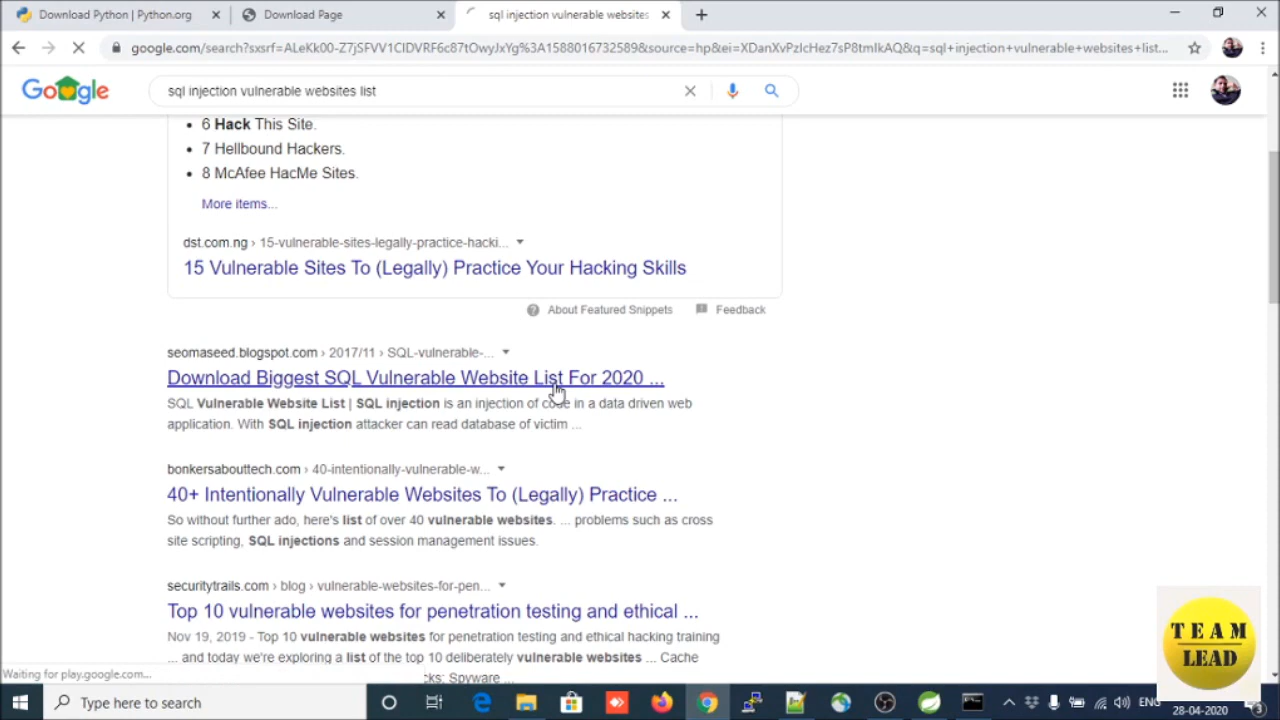 Download Python | Python.org
Download Page
sql injection vulnerable websites
google.com/search?sxsrf=ALeKk00-Z7jSFVV1CIDVRF6c87tOwyJxYg%3A1588016732589&source=hp&ei=XDanXvPzIcHez7sP8tmIkAQ&q=sql+injection+vulnerable+websites+list...
Google
sql injection vulnerable websites list
6 Hack This Site.
7 Hellbound Hackers.
8 McAfee HacMe Sites.
More items...
dst.com.ng › 15-vulnerable-sites-legally-practice-hacki...
15 Vulnerable Sites To (Legally) Practice Your Hacking Skills
About Featured Snippets
Feedback
seomaseed.blogspot.com › 2017/11 › SQL-vulnerable-...
Download Biggest SQL Vulnerable Website List For 2020 ...
SQL Vulnerable Website List | SQL injection is an injection of code in a data driven web
application. With SQL injection attacker can read database of victim ...
bonkersabouttech.com › 40-intentionally-vulnerable-w...
40+ Intentionally Vulnerable Websites To (Legally) Practice ...
So without further ado, here's list of over 40 vulnerable websites. ... problems such as cross
site scripting, SQL injections and session management issues.
securitytrails.com › blog › vulnerable-websites-for-pen...
Top 10 vulnerable websites for penetration testing and ethical ...
Nov 19, 2019 - Top 10 vulnerable websites for penetration testing and ethical hacking training
... and today we're exploring a list of the top 10 deliberately vulnerable websites ... Cache
cks; Spyware ...
Waiting for play.google.com...
TEAM
LEAD
Type here to search
ENG
28-04-2020
3